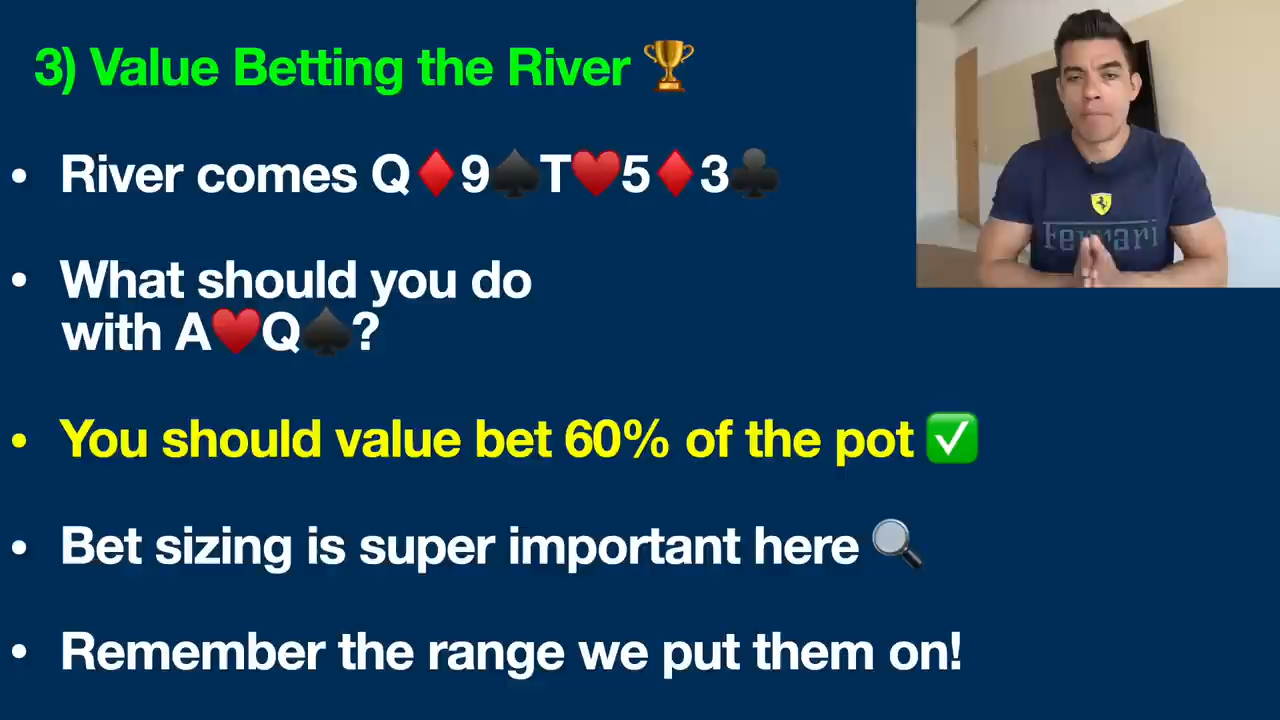 3) Value Betting the River 🏆
• River comes Q♦️9♠️T♥️5♦️3♣️
• What should you do
with A♥️Q♠️?
• You should value bet 60% of the pot ✅
• Bet sizing is super important here 🔍
• Remember the range we put them on!
Ferrari